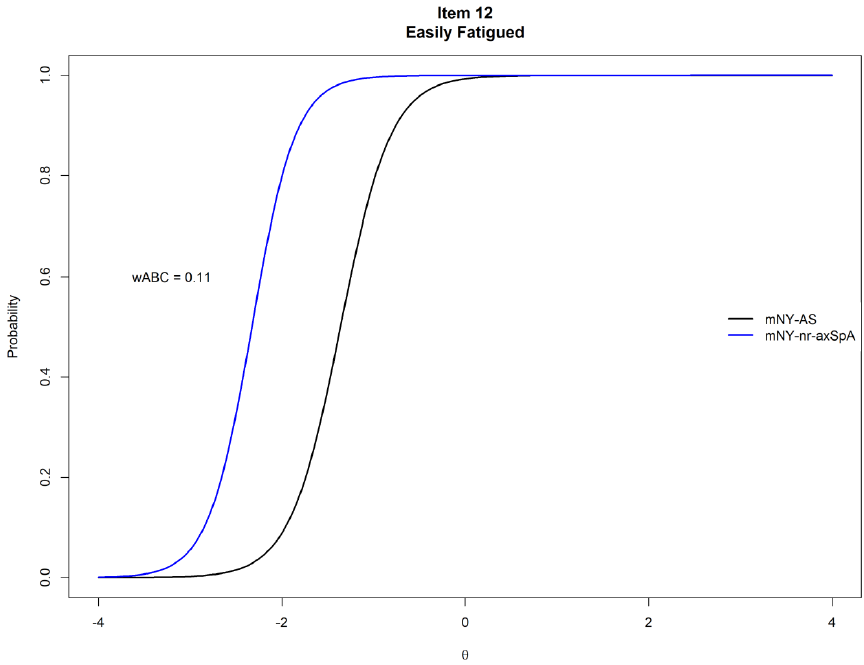 Item 12
Easily Fatigued
1.0
0.8
0.6
0.4
0.2
0.0
Probability
wABC = 0.11
mNY-AS
mNY-nr-axSpA
-4
-2
0
2
4
θ